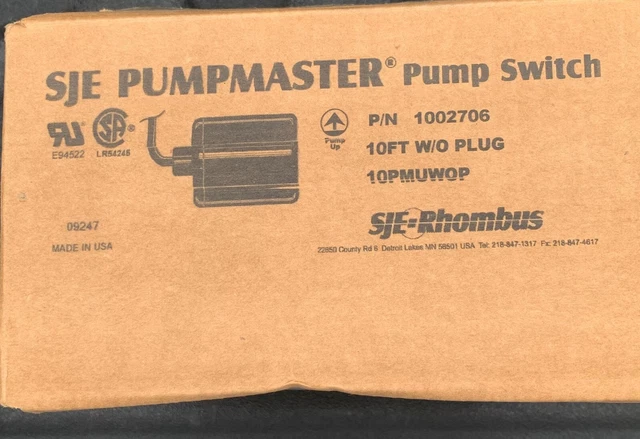 SJE PUMPMASTER® Pump Switch
P/N 1002706
E94522 LR54245
Pump Up
10FT W/O PLUG
10PMUWOP
09247
SJE-Rhombus
MADE IN USA
22650 County Rd 6 Detroit Lakes MN 56501 USA Tel: 218-847-1317 Fx: 218-847-4617